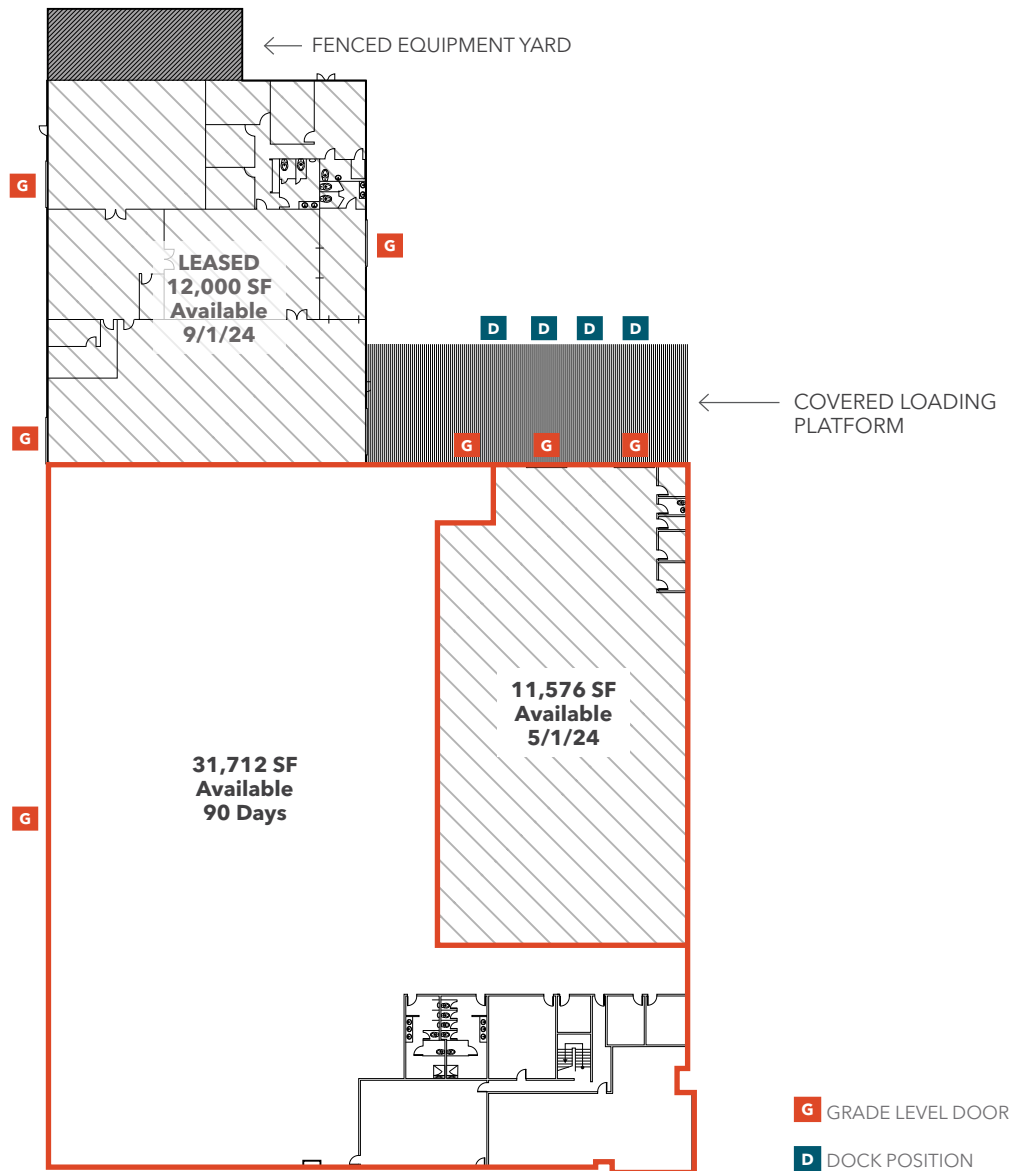 FENCED EQUIPMENT YARD
G
G
LEASED
12,000 SF
Available
9/1/24
D D D D
COVERED LOADING
PLATFORM
G
G G G
11,576 SF
Available
5/1/24
31,712 SF
Available
90 Days
G
G GRADE LEVEL DOOR
D DOCK POSITION